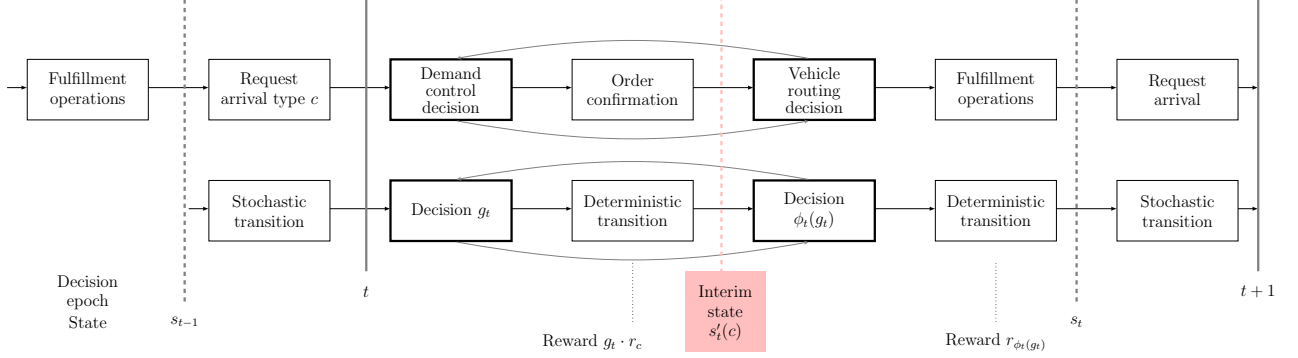 Fulfillment
operations
Request
arrival type c
Demand
control
decision
Order
confirmation
Vehicle
routing
decision
Fulfillment
operations
Request
arrival
Stochastic
transition
Decision g_t
Deterministic
transition
Decision
ϕ_t(g_t)
Deterministic
transition
Stochastic
transition
Decision
epoch
State
s_{t−1}
t
Reward g_t · r_c
Interim
state
s′_t(c)
Reward r_{ϕ_t(g_t)}
s_t
t + 1